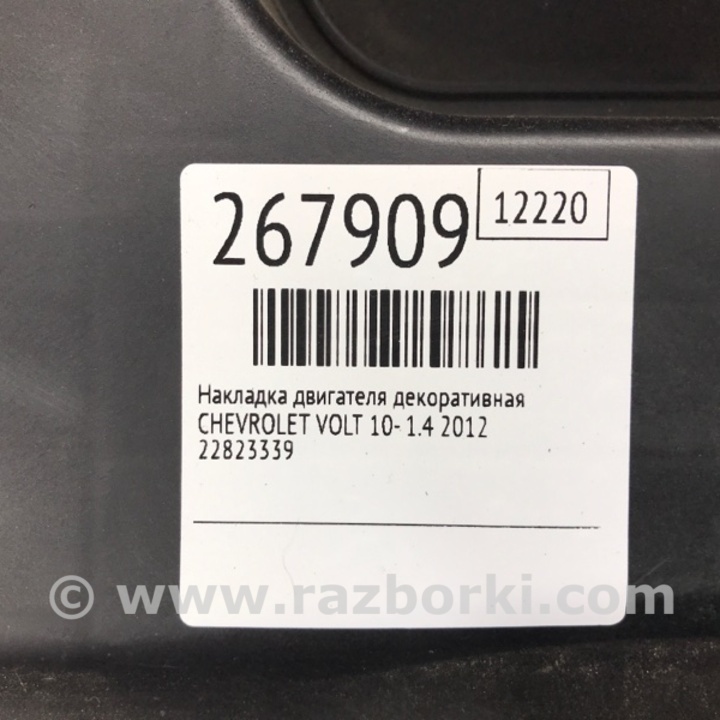 267909
12220
Накладка двигателя декоративная
CHEVROLET VOLT 10- 1.4 2012
22823339
© www.razborki.com